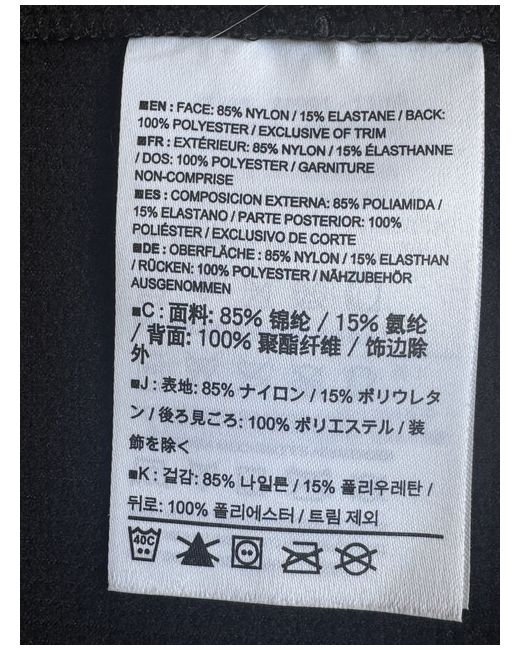 ■EN : FACE: 85% NYLON / 15% ELASTANE / BACK:
100% POLYESTER / EXCLUSIVE OF TRIM
■FR : EXTÉRIEUR: 85% NYLON / 15% ÉLASTHANNE
/ DOS: 100% POLYESTER / GARNITURE
NON-COMPRISE
■ES : COMPOSICION EXTERNA: 85% POLIAMIDA /
15% ELASTANO / PARTE POSTERIOR: 100%
POLIÉSTER / EXCLUSIVO DE CORTE
■DE : OBERFLÄCHE : 85% NYLON / 15% ELASTHAN
/ RÜCKEN: 100% POLYESTER / NÄHZUBEHÖR
AUSGENOMMEN
■C : 面料: 85% 锦纶 / 15% 氨纶
/ 背面: 100% 聚酯纤维 / 饰边除
外
■J : 表地: 85% ナイロン / 15% ポリウレタ
ン / 後ろ見ごろ: 100% ポリエステル / 装
飾を除く
■K : 겉감: 85% 나일론 / 15% 폴리우레탄 /
뒤로: 100% 폴리에스터 / 트림 제외
40C